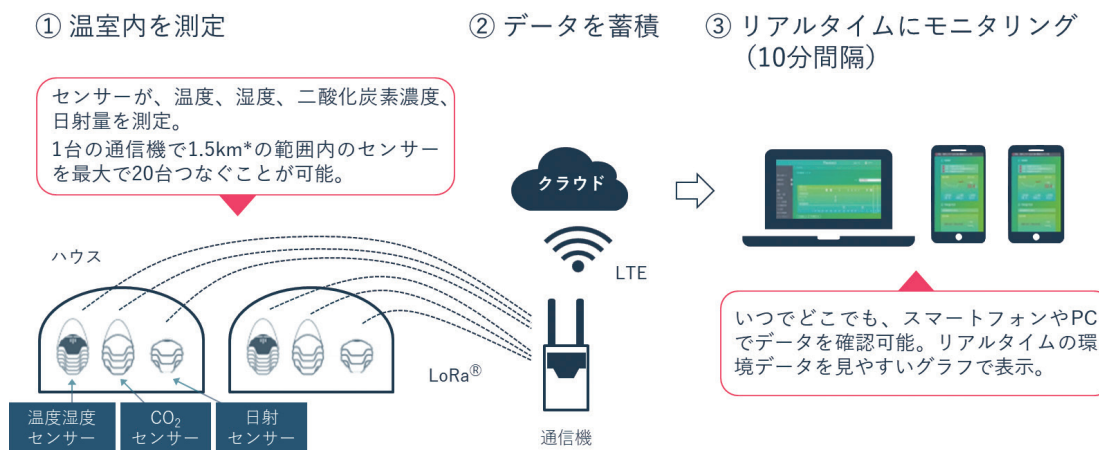 ① 温室内を測定
② データを蓄積
③ リアルタイムにモニタリング
（10分間隔）
センサーが、温度、湿度、二酸化炭素濃度、
日射量を測定。
1台の通信機で1.5km*の範囲内のセンサー
を最大で20台つなぐことが可能。
クラウド
ハウス
LTE
LoRa®
いつでどこでも、スマートフォンやPC
でデータを確認可能。リアルタイムの環
境データを見やすいグラフで表示。
温度湿度
センサー
CO₂
センサー
日射
センサー
通信機